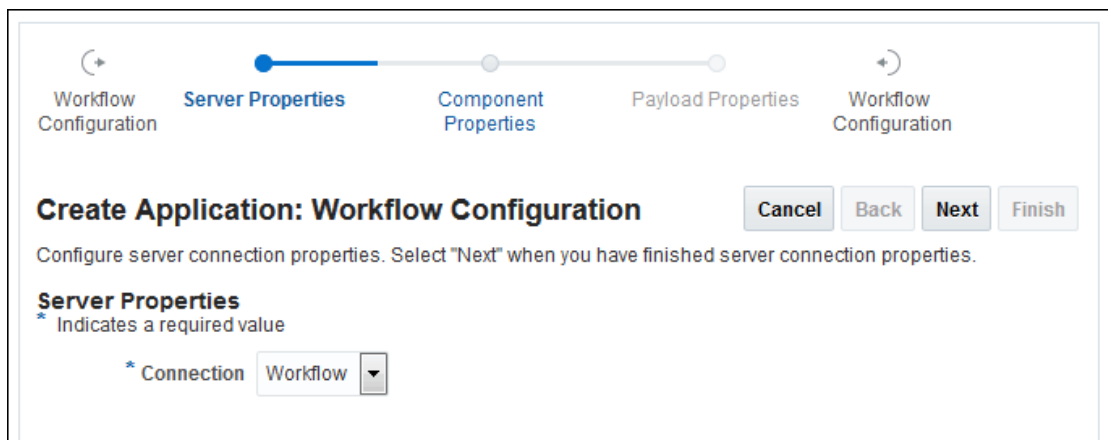 Workflow Configuration
Server Properties
Component Properties
Payload Properties
Workflow Configuration
Create Application: Workflow Configuration
Cancel
Back
Next
Finish
Configure server connection properties. Select "Next" when you have finished server connection properties.
Server Properties
* Indicates a required value
* Connection Workflow